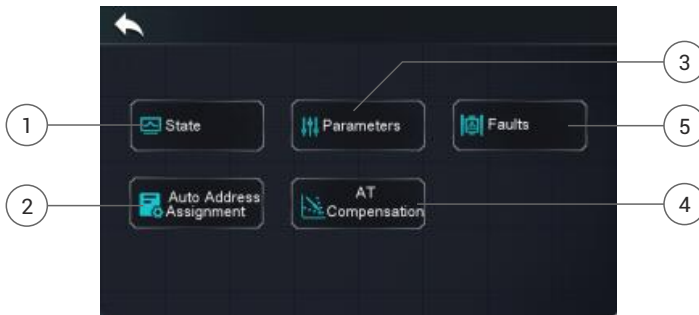 3
1
State
Parameters
Faults
5
2
Auto Address
Assignment
AT
Compensation
4